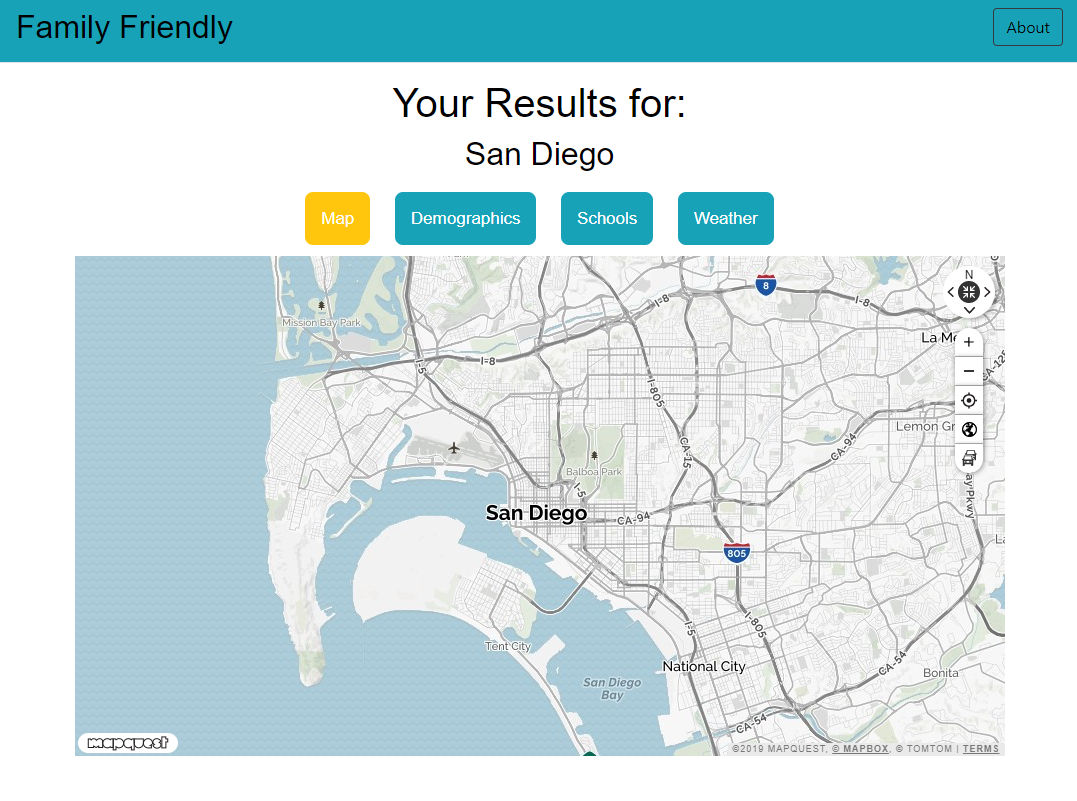 Family Friendly
About
Your Results for:
San Diego
Map
Demographics
Schools
Weather
8
N
I-8
I-8
Mission Bay Park
La Me
I-5
I-8
CA-125
I-805
Lemon Gr
CA-94
CA-15
Balboa Park
I-5
ay Pkwy
San Diego
CA-94
La
805
I-5
I-805
Tent City
National City
CA-54
Bonita
San Diego
Bay
CA-54
mapquest
©2019 MAPQUEST, © MAPBOX, © TOMTOM | TERMS